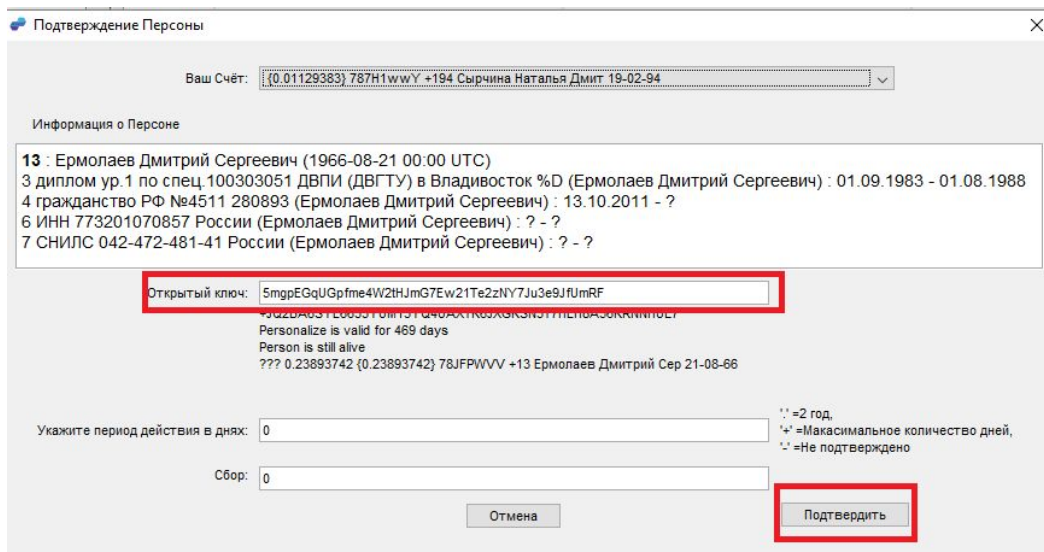 Подтверждение Персоны
Ваш Счёт: {0.01129383} 787H1wwY +194 Сырчина Наталья Дмит 19-02-94
Информация о Персоне
13 : Ермолаев Дмитрий Сергеевич (1966-08-21 00:00 UTC)
3 диплом ур.1 по спец.100303051 ДВПИ (ДВГТУ) в Владивосток %D (Ермолаев Дмитрий Сергеевич) : 01.09.1983 - 01.08.1988
4 гражданство РФ №4511 280893 (Ермолаев Дмитрий Сергеевич) : 13.10.2011 - ?
6 ИНН 773201070857 России (Ермолаев Дмитрий Сергеевич) : ? - ?
7 СНИЛС 042-472-481-41 России (Ермолаев Дмитрий Сергеевич) : ? - ?
Открытый ключ: 5mgpEGqUGpfme4W2tHJmG7Ew21Te2zNY7Ju3e9JfUmRF
Personalize is valid for 469 days
Person is still alive
??? 0.23893742 {0.23893742} 78JFPWVV +13 Ермолаев Дмитрий Сер 21-08-66
Укажите период действия в днях: 0
'.' =2 год,
'+' =Макасимальное количество дней,
'-' =Не подтверждено
Сбор: 0
Отмена
Подтвердить